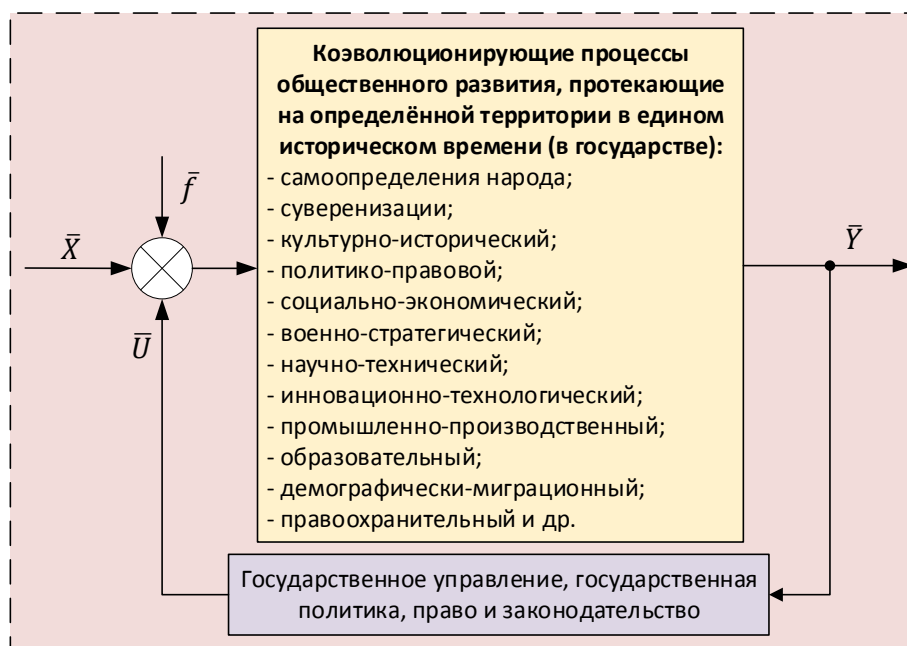 Коэволюционирующие процессы
общественного развития, протекающие
на определённой территории в едином
историческом времени (в государстве):
- самоопределения народа;
- суверенизации;
- культурно-исторический;
- политико-правовой;
- социально-экономический;
- военно-стратегический;
- научно-технический;
- инновационно-технологический;
- промышленно-производственный;
- образовательный;
- демографически-миграционный;
- правоохранительный и др.
f̄
X̄
Ū
Ȳ
Государственное управление, государственная
политика, право и законодательство